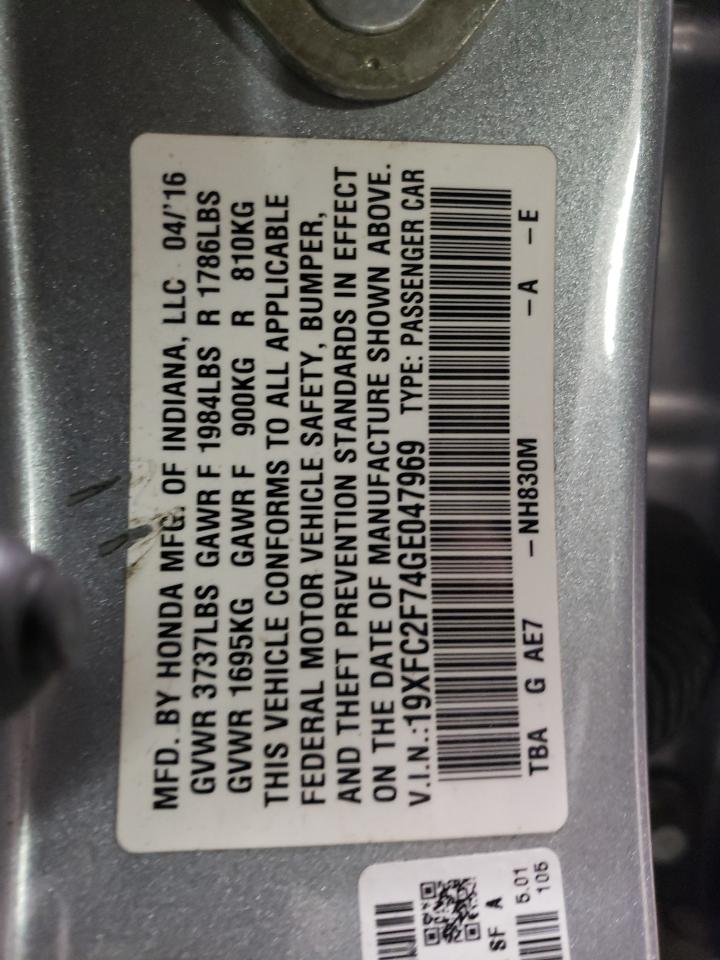 MFD. BY HONDA MFG. OF INDIANA, LLC 04/'16
GVWR 3737LBS GAWR F 1984LBS R 1786LBS
GVWR 1695KG GAWR F 900KG R 810KG
THIS VEHICLE CONFORMS TO ALL APPLICABLE
FEDERAL MOTOR VEHICLE SAFETY, BUMPER,
AND THEFT PREVENTION STANDARDS IN EFFECT
ON THE DATE OF MANUFACTURE SHOWN ABOVE.
V.I.N.:19XFC2F74GE047969 TYPE: PASSENGER CAR
TBA G AE7 –NH830M –A –E
SF A
5.01
105